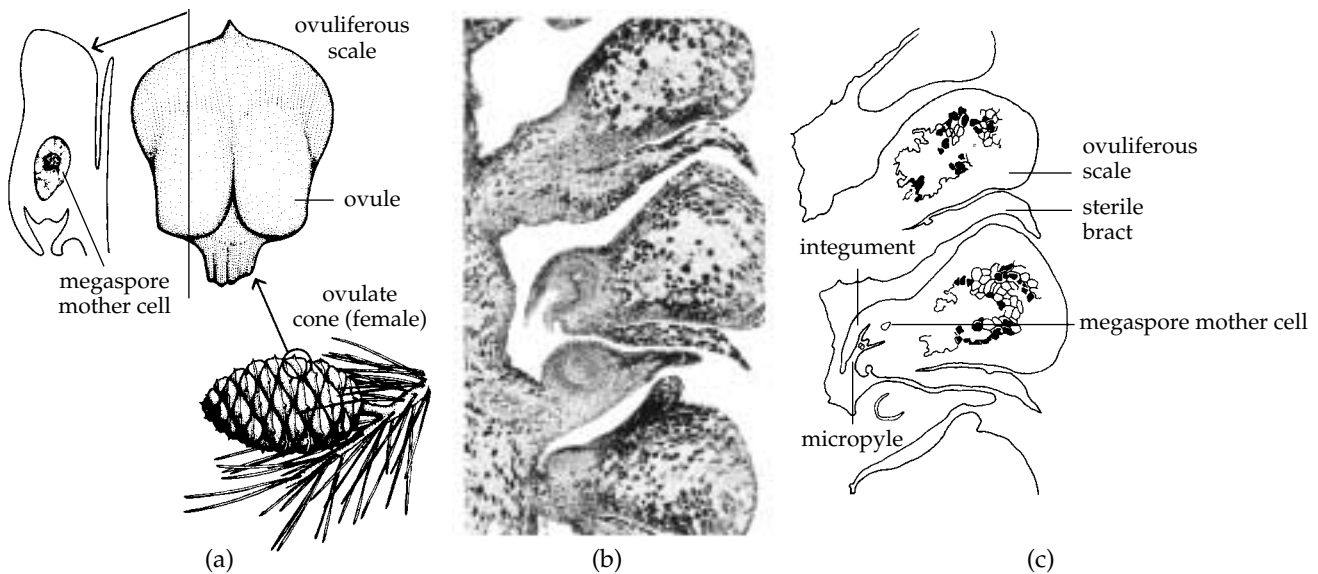 ovuliferous
scale
ovule
megaspore
mother cell
ovulate
cone (female)
(a)
(b)
ovuliferous
scale
sterile
bract
integument
megaspore mother cell
micropyle
(c)